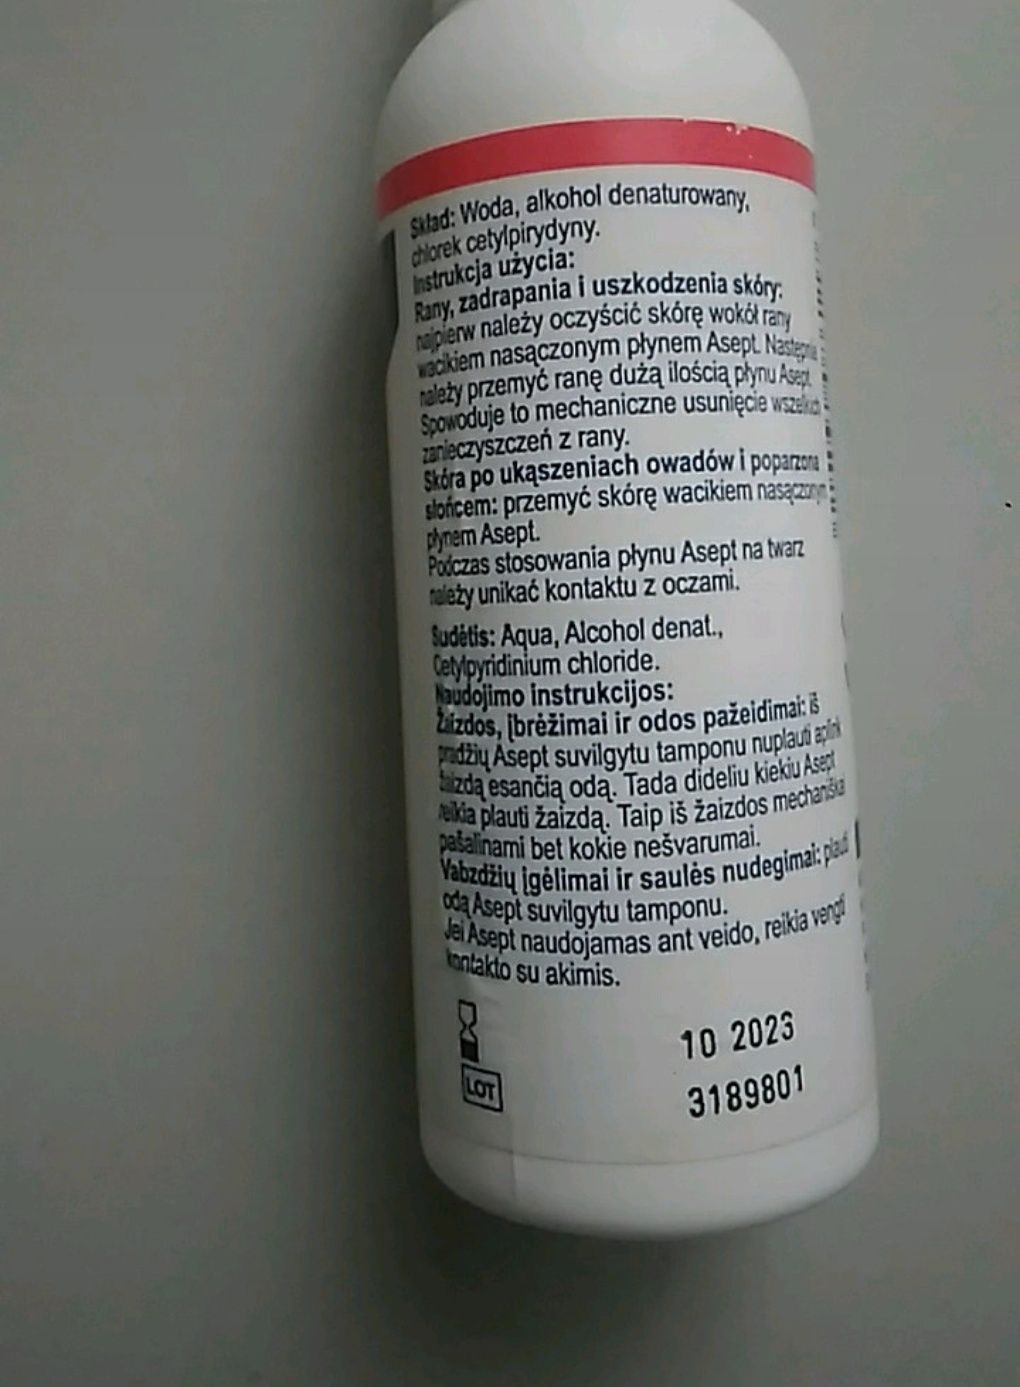 Skład: Woda, alkohol denaturowany,
chlorek cetylpirydyny.
Instrukcja użycia:
Rany, zadrapania i uszkodzenia skóry:
najpierw należy oczyścić skórę wokół rany
wacikiem nasączonym płynem Asept. Następnie
należy przemyć ranę dużą ilością płynu Asept.
Spowoduje to mechaniczne usunięcie wszelkich
zanieczyszczeń z rany.
Skóra po ukąszeniach owadów i poparzona
słońcem: przemyć skórę wacikiem nasączonym
płynem Asept.
Podczas stosowania płynu Asept na twarz
należy unikać kontaktu z oczami.
Sudėtis: Aqua, Alcohol denat.,
Cetylpyridinium chloride.
Naudojimo instrukcijos:
Žaizdos, įbrėžimai ir odos pažeidimai: iš
pradžių Asept suvilgytu tamponu nuplauti aplink
žaizdą esančią odą. Tada dideliu kiekiu Asept
reikia plauti žaizdą. Taip iš žaizdos mechaniškai
pašalinami bet kokie nešvarumai.
Vabzdžių įgėlimai ir saulės nudegimai: plauti
odą Asept suvilgytu tamponu.
Jei Asept naudojamas ant veido, reikia vengti
kontakto su akimis.
10 2023
LOT 3189801